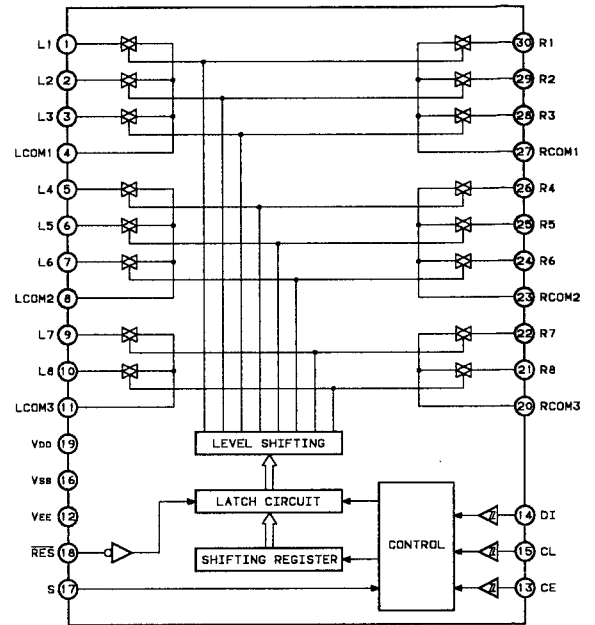 L1 1 30 R1
L2 2 29 R2
L3 3 28 R3
LCOM1 4 27 RCOM1
L4 5 26 R4
L5 6 25 R5
L6 7 24 R6
LCOM2 8 23 RCOM2
L7 9 22 R7
L8 10 21 R8
LCOM3 11 20 RCOM3
VDD 19
LEVEL SHIFTING
VSS 16
LATCH CIRCUIT
VEE 12
14 DI
RES 18
CONTROL
15 CL
SHIFTING REGISTER
S 17
13 CE